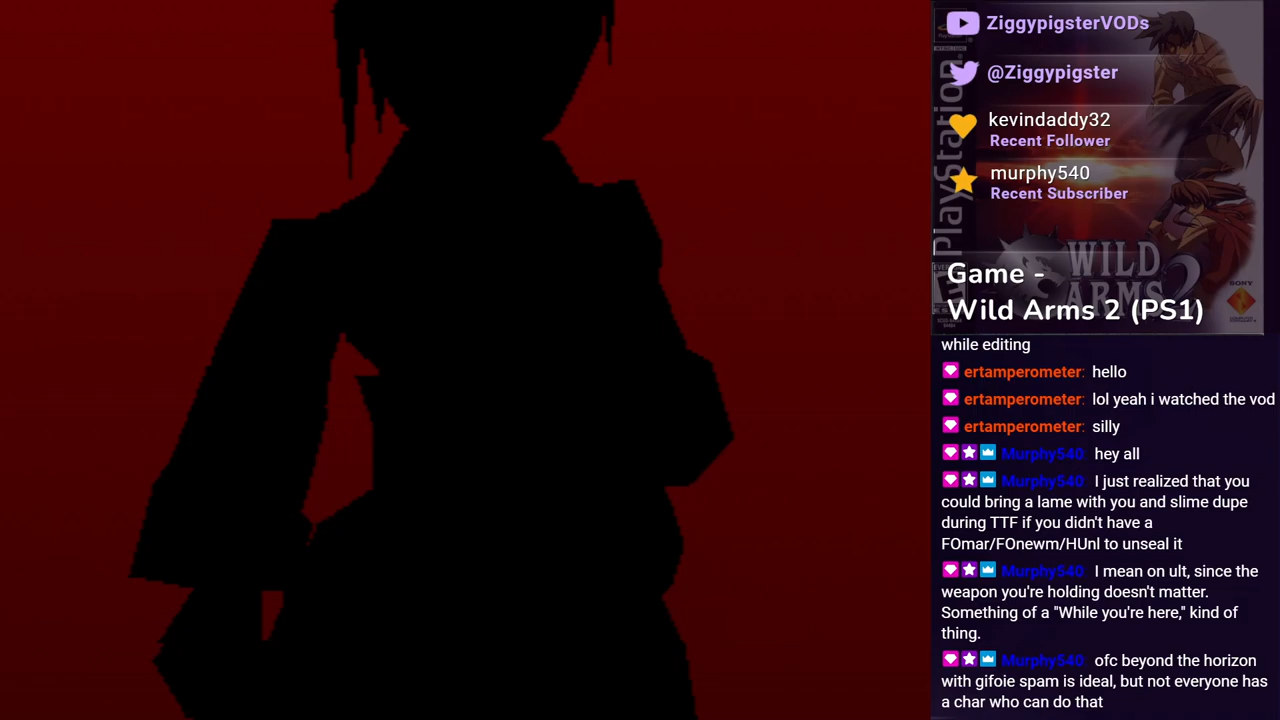 ZiggypigsterVODs
@Ziggypigster
kevindaddy32
Recent Follower
murphy540
Recent Subscriber
PlayStation
WILD
ARMS 2
SONY
Game -
Wild Arms 2 (PS1)
while editing
ertamperometer: hello
ertamperometer: lol yeah i watched the vod
ertamperometer: silly
Murphy540: hey all
Murphy540: I just realized that you
could bring a lame with you and slime dupe
during TTF if you didn't have a
FOmar/FOnewm/HUnl to unseal it
Murphy540: I mean on ult, since the
weapon you're holding doesn't matter.
Something of a "While you're here," kind of
thing.
Murphy540: ofc beyond the horizon
with gifoie spam is ideal, but not everyone has
a char who can do that